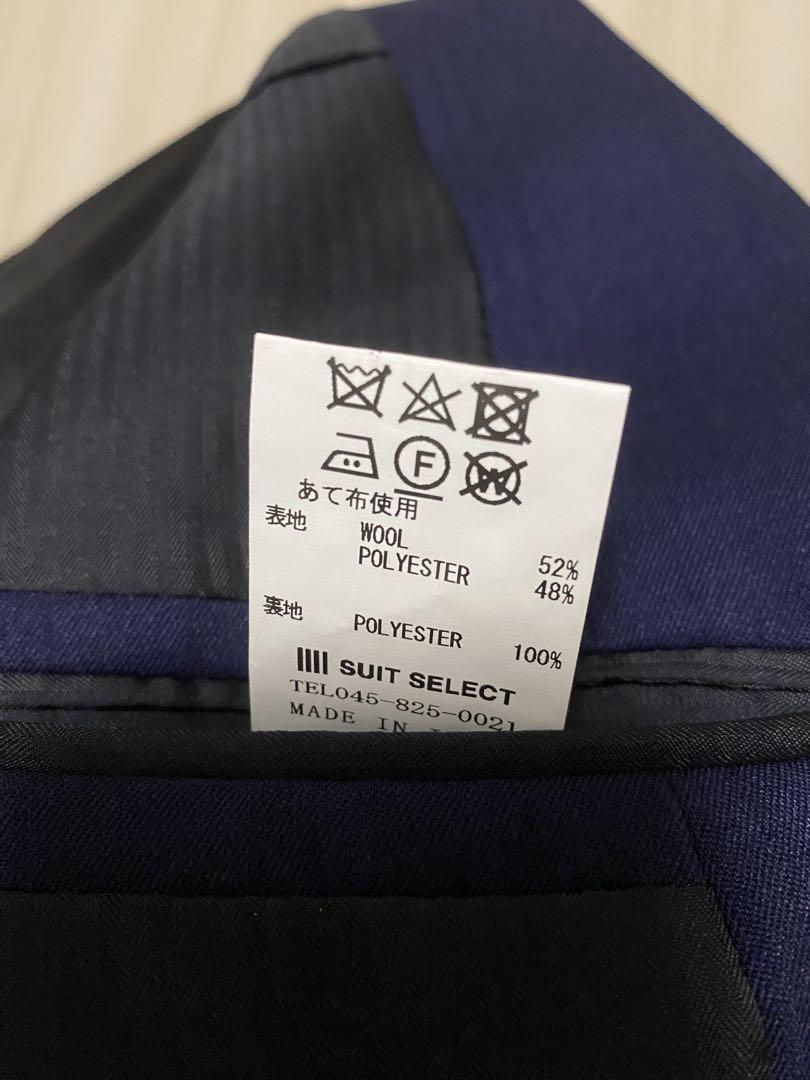 F W
あて布使用
表地 WOOL 52%
POLYESTER 48%
裏地 POLYESTER 100%
SUIT SELECT
TEL045-825-0021
MADE IN